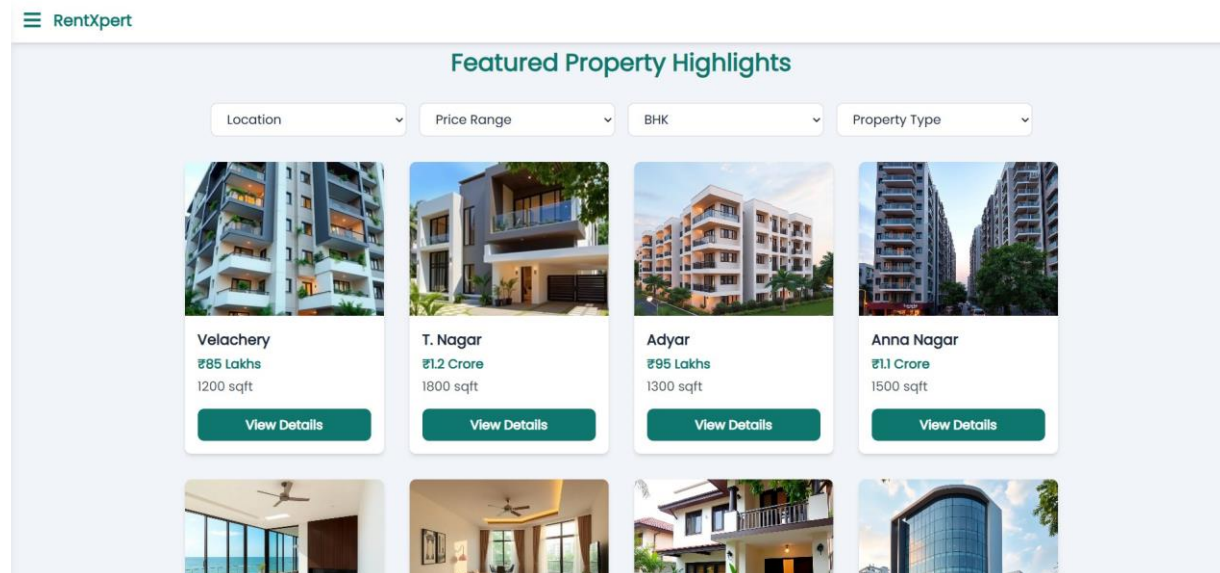 RentXpert
Featured Property Highlights
Location Price Range BHK Property Type
Velachery T. Nagar Adyar Anna Nagar
₹85 Lakhs ₹1.2 Crore ₹95 Lakhs ₹1.1 Crore
1200 sqft 1800 sqft 1300 sqft 1500 sqft
View Details View Details View Details View Details